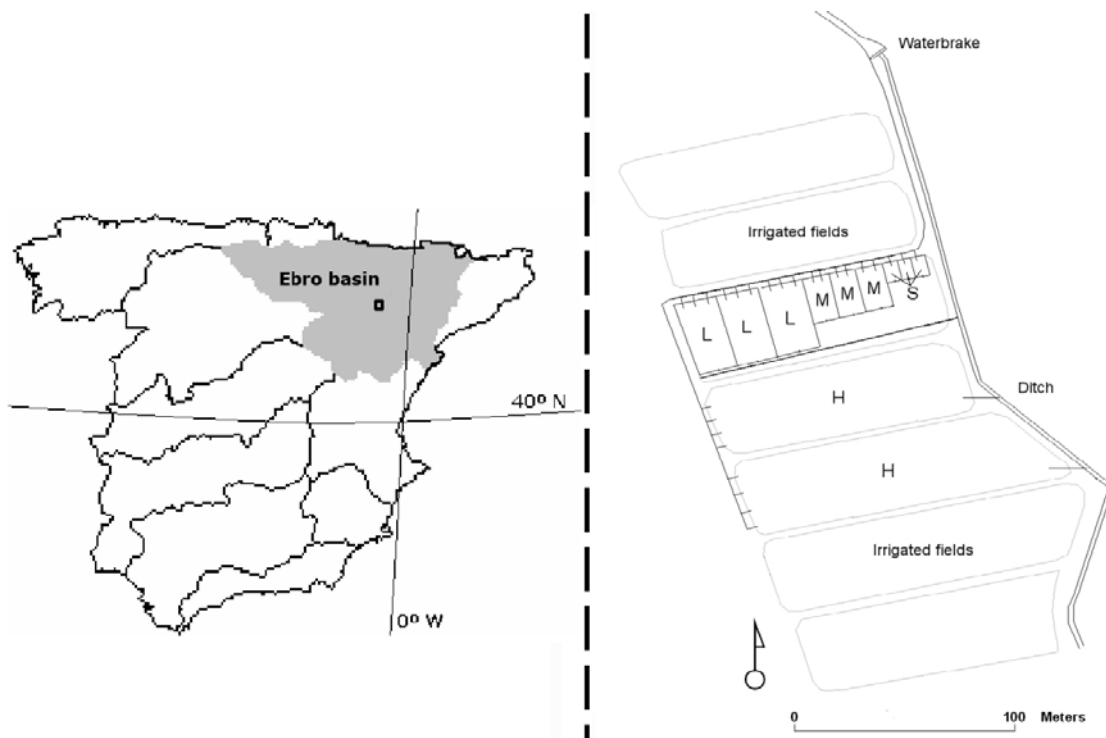 Ebro basin
40º N
0º W
Waterbrake
Irrigated fields
L L L M M M S
H
Ditch
H
Irrigated fields
0 100 Meters